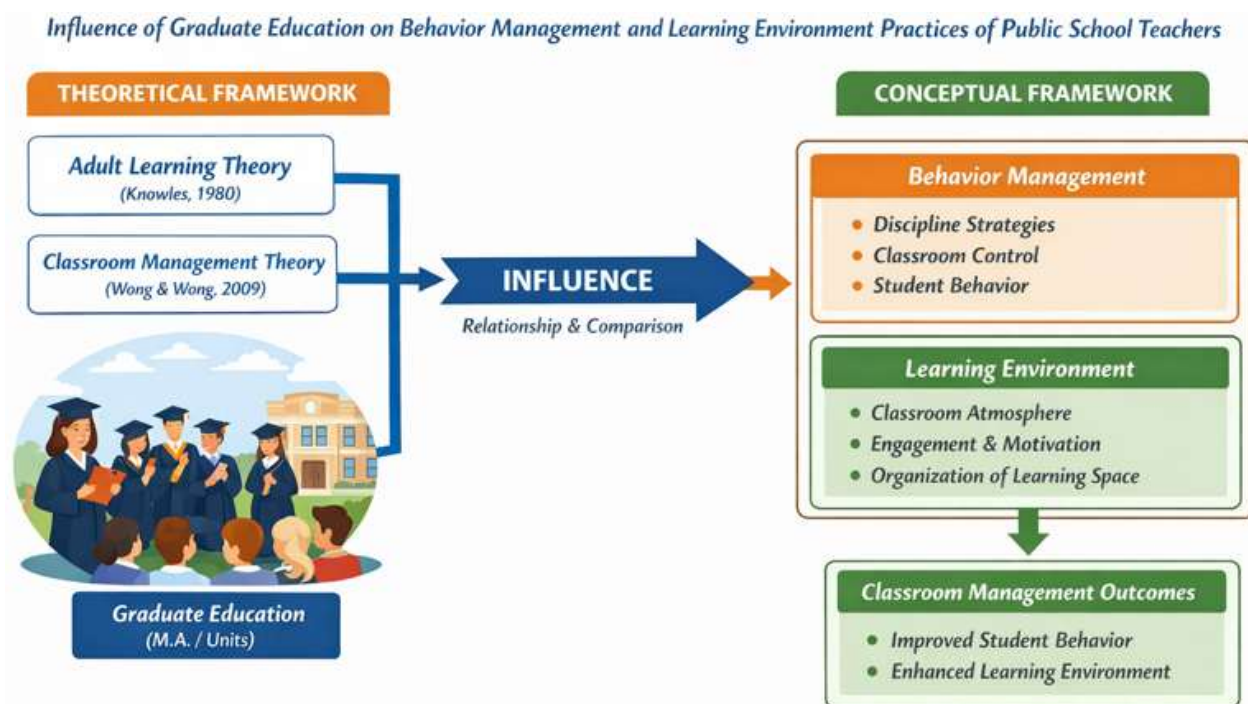 Influence of Graduate Education on Behavior Management and Learning Environment Practices of Public School Teachers
THEORETICAL FRAMEWORK
Adult Learning Theory
(Knowles, 1980)
Classroom Management Theory
(Wong & Wong. 2009)
Graduate Education
(M.A. / Units)
INFLUENCE
Relationship & Comparison
CONCEPTUAL FRAMEWORK
Behavior Management
• Discipline Strategies
• Classroom Control
• Student Behavior
Learning Environment
• Classroom Atmosphere
• Engagement & Motivation
• Organization of Learning Space
Classroom Management Outcomes
• Improved Student Behavior
• Enhanced Learning Environment